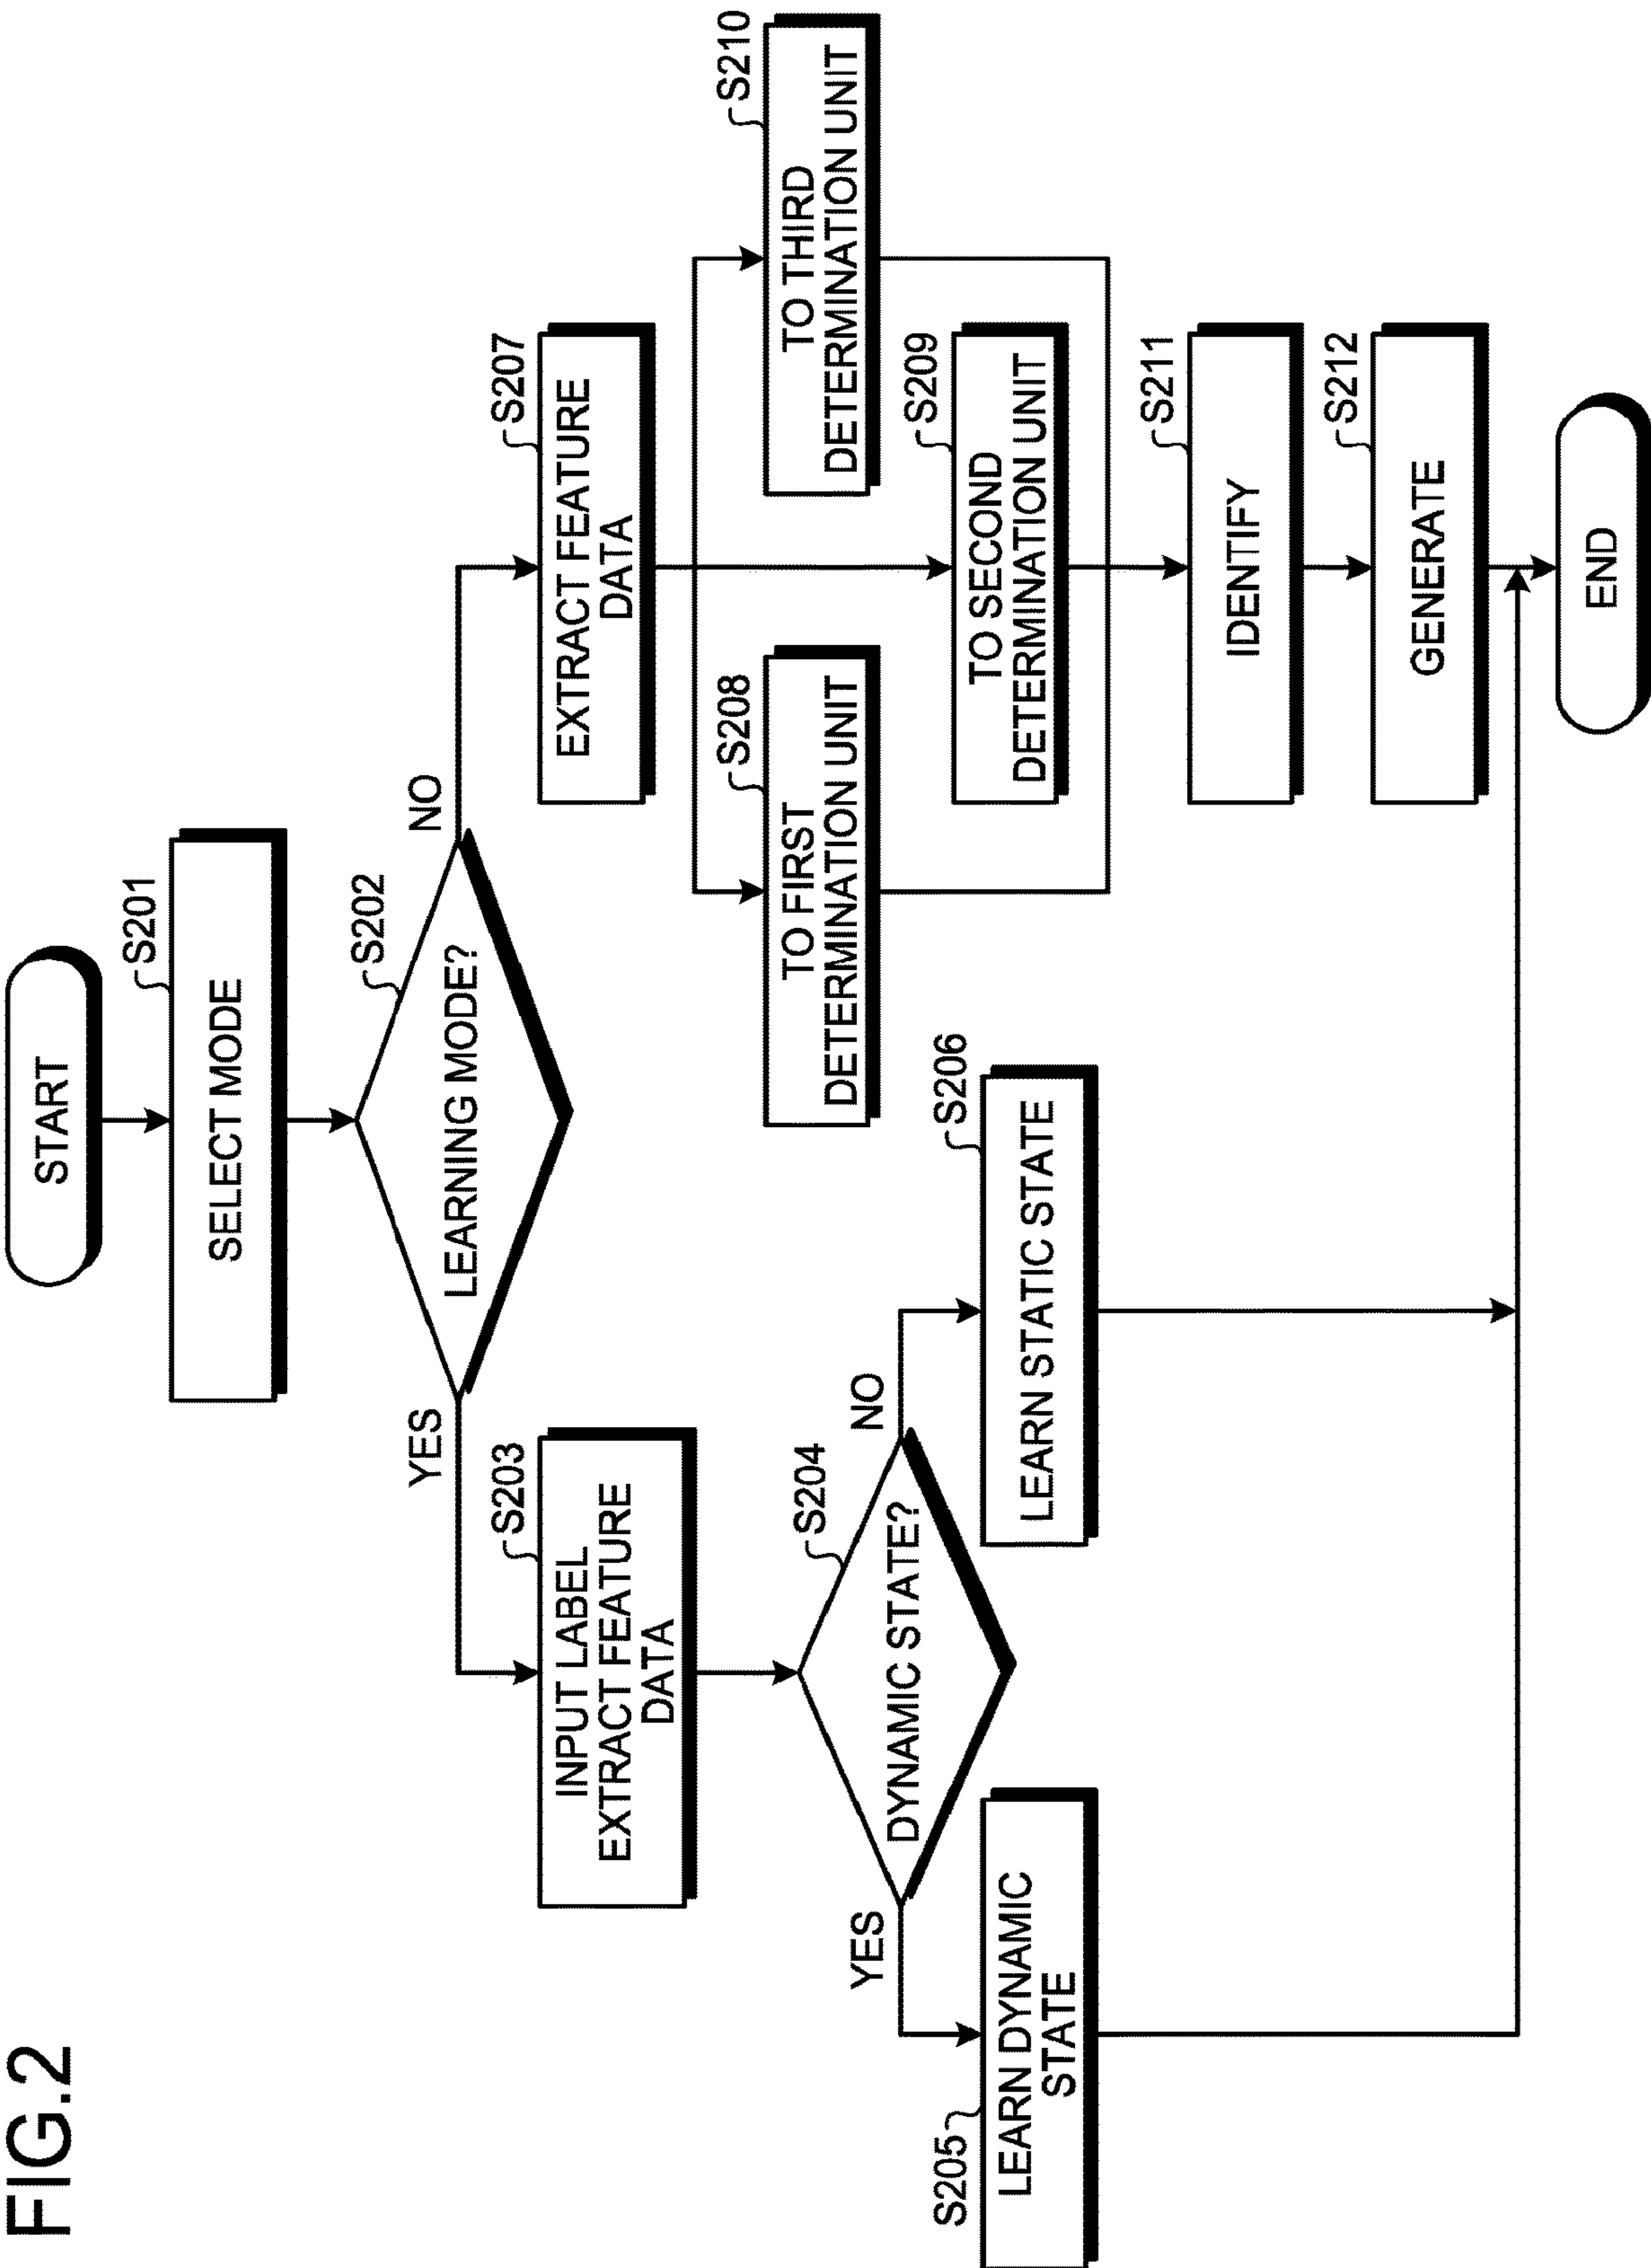 FIG.2
START
S201
SELECT MODE
S202
LEARNING MODE?
YES
NO
S203
INPUT LABEL
EXTRACT FEATURE
DATA
S204
DYNAMIC STATE?
YES
NO
S205
LEARN DYNAMIC
STATE
S206
LEARN STATIC STATE
S207
EXTRACT FEATURE
DATA
S208
TO FIRST
DETERMINATION UNIT
S210
TO THIRD
DETERMINATION UNIT
S209
TO SECOND
DETERMINATION UNIT
S211
IDENTIFY
S212
GENERATE
END